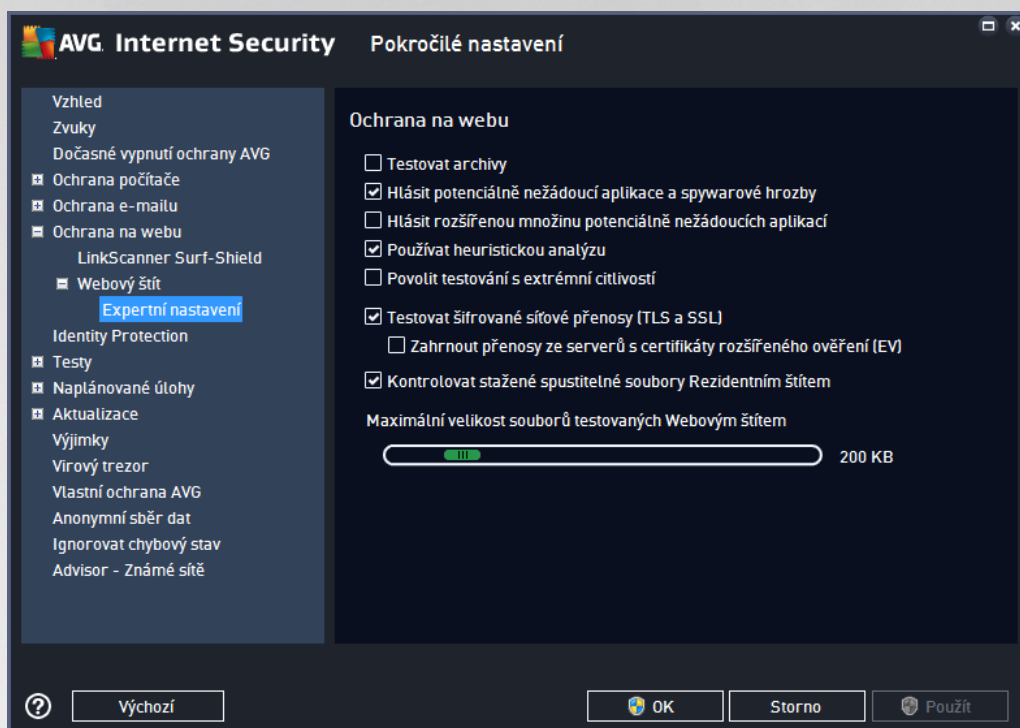 AVG. Internet Security Pokročilé nastavení
Vzhled
Zvuky
Dočasné vypnutí ochrany AVG
Ochrana počítače
Ochrana e-mailu
Ochrana na webu
LinkScanner Surf-Shield
Webový štít
Expertní nastavení
Identity Protection
Testy
Naplánované úlohy
Aktualizace
Výjimky
Virový trezor
Vlastní ochrana AVG
Anonymní sběr dat
Ignorovat chybový stav
Advisor - Známé sítě
Ochrana na webu
Testovat archivy
Hlásit potenciálně nežádoucí aplikace a spywarové hrozby
Hlásit rozšířenou množinu potenciálně nežádoucích aplikací
Používat heuristickou analýzu
Povolit testování s extrémní citlivostí
Testovat šifrované síťové přenosy (TLS a SSL)
Zahrnout přenosy ze serverů s certifikáty rozšířeného ověření (EV)
Kontrolovat stažené spustitelné soubory Rezidentním štítem
Maximální velikost souborů testovaných Webovým štítem
200 KB
? Výchozí OK Storno Použít